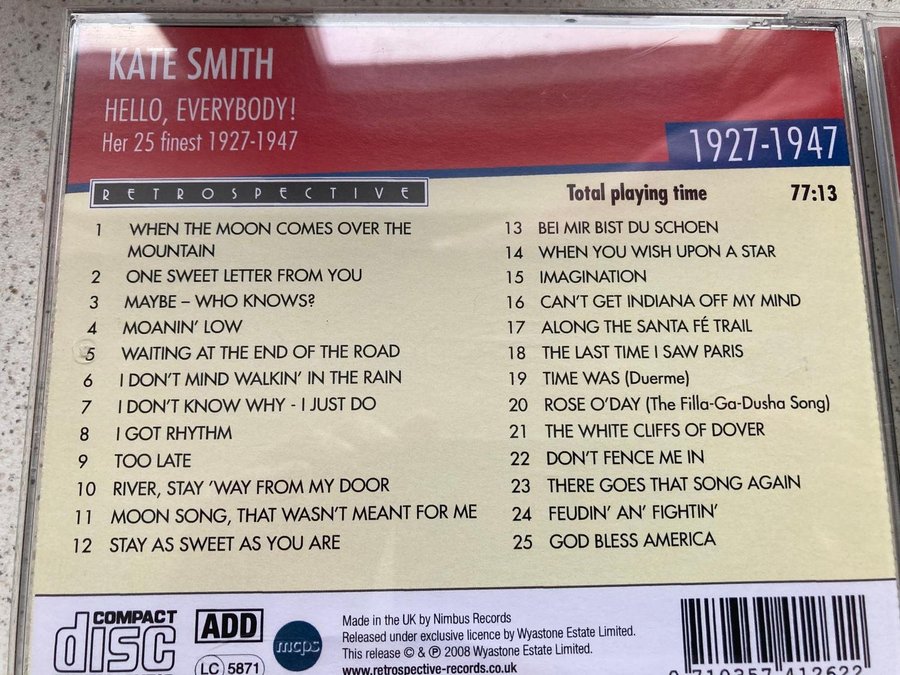 KATE SMITH
HELLO, EVERYBODY!
Her 25 finest 1927-1947
1927-1947
RETROSPECTIVE
Total playing time 77:13
1 WHEN THE MOON COMES OVER THE
MOUNTAIN
2 ONE SWEET LETTER FROM YOU
3 MAYBE – WHO KNOWS?
4 MOANIN' LOW
5 WAITING AT THE END OF THE ROAD
6 I DON'T MIND WALKIN' IN THE RAIN
7 I DON'T KNOW WHY - I JUST DO
8 I GOT RHYTHM
9 TOO LATE
10 RIVER, STAY 'WAY FROM MY DOOR
11 MOON SONG, THAT WASN'T MEANT FOR ME
12 STAY AS SWEET AS YOU ARE
13 BEI MIR BIST DU SCHOEN
14 WHEN YOU WISH UPON A STAR
15 IMAGINATION
16 CAN'T GET INDIANA OFF MY MIND
17 ALONG THE SANTA FÉ TRAIL
18 THE LAST TIME I SAW PARIS
19 TIME WAS (Duerme)
20 ROSE O'DAY (The Filla-Ga-Dusha Song)
21 THE WHITE CLIFFS OF DOVER
22 DON'T FENCE ME IN
23 THERE GOES THAT SONG AGAIN
24 FEUDIN' AN' FIGHTIN'
25 GOD BLESS AMERICA
COMPACT
disc
ADD
LC 5871
mcps
Made in the UK by Nimbus Records
Released under exclusive licence by Wyastone Estate Limited.
This release © & ℗ 2008 Wyastone Estate Limited.
www.retrospective-records.co.uk
0 710357 412622